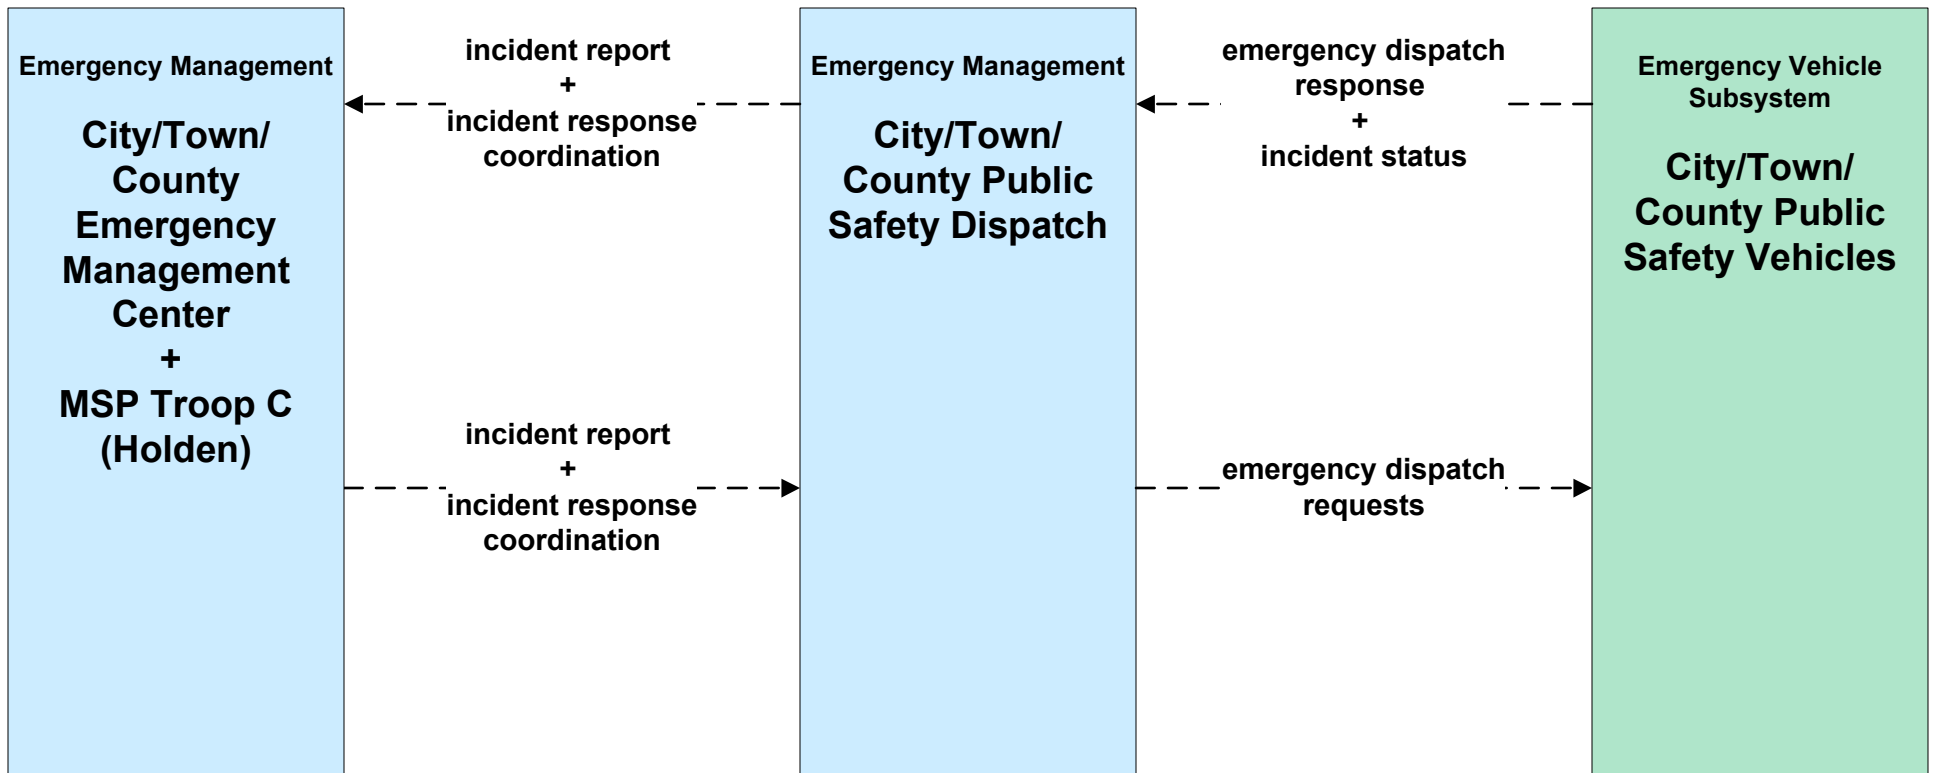 Emergency Management
City/Town/
County
Emergency
Management
Center
+
MSP Troop C
(Holden)
incident report
+
incident response
coordination
incident report
+
incident response
coordination
Emergency Management
City/Town/
County Public
Safety Dispatch
emergency dispatch
response
+
incident status
emergency dispatch
requests
Emergency Vehicle
Subsystem
City/Town/
County Public
Safety Vehicles